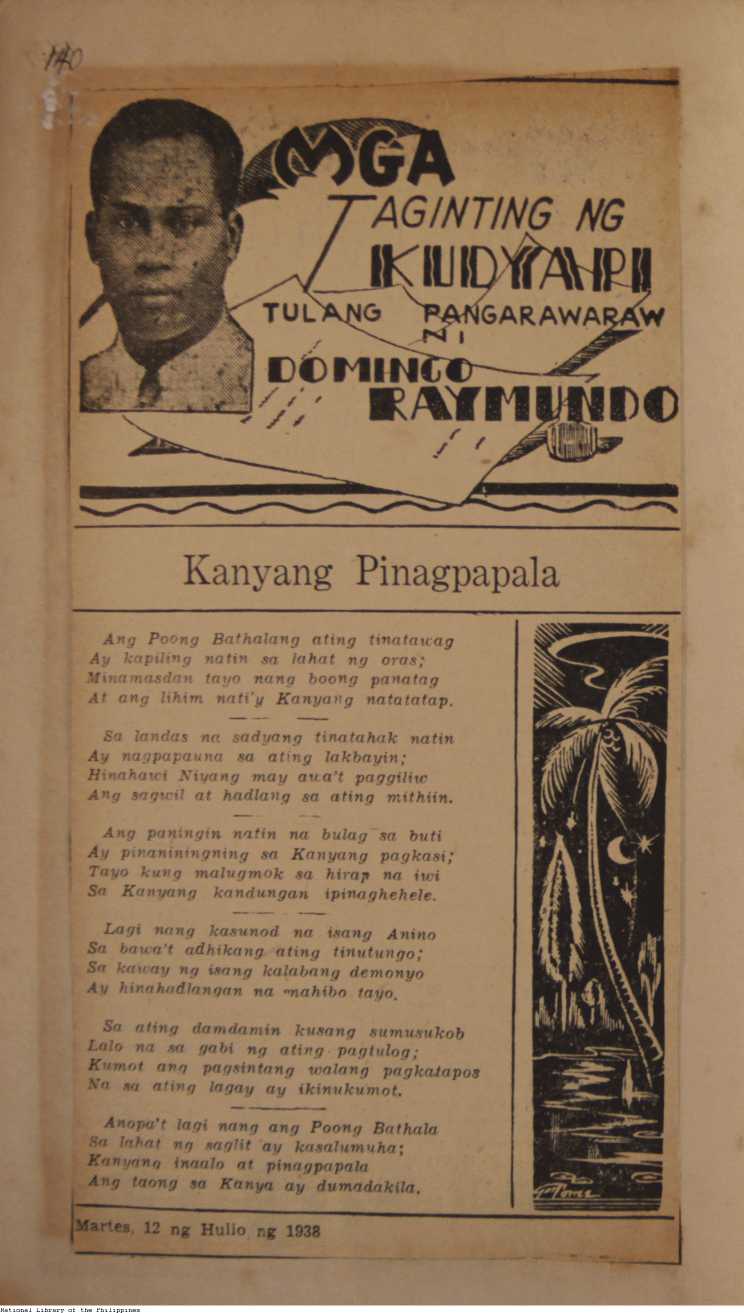 140
MGA
TAGINTING NG
KUDYAPI
TULANG PANGARAWARAW
NI
DOMINGO
RAYMUNDO
Kanyang Pinagpapala
Ang Poong Bathalang ating tinatawag
Ay kapiling natin sa lahat ng oras;
Minamasdan tayo nang boong panatag
At ang lihim nati'y Kanyang natatatap.
Sa landas na sadyang tinatahak natin
Ay nagpapauna sa ating lakbayin;
Hinahawi Niyang may awa't paggiliw
Ang sagwil at hadlang sa ating mithiin.
Ang paningin natin na bulag sa buti
Ay pinaniningning sa Kanyang pagkasi;
Tayo kung malugmok sa hirap na iwi
Sa Kanyang kandungan ipinaghehele.
Lagi nang kasunod na isang Anino
Sa bawa't adhikang ating tinutungo;
Sa kaway ng isang kalabang demonyo
Ay hinahadlangan na mahibo tayo.
Sa ating damdamin kusang sumusukob
Lalo na sa gabi ng ating pagtulog;
Kumot ang pagsintang walang pagkatapos
Na sa ating lagay ay ikinukumot.
Anopa't lagi nang ang Poong Bathala
Sa lahat ng saglit ay kasalumuha;
Kanyang inaalo at pinagpapala
Ang taong sa Kanya ay dumadakila.
Martes, 12 ng Hulio ng 1938
National Library of the Philippines